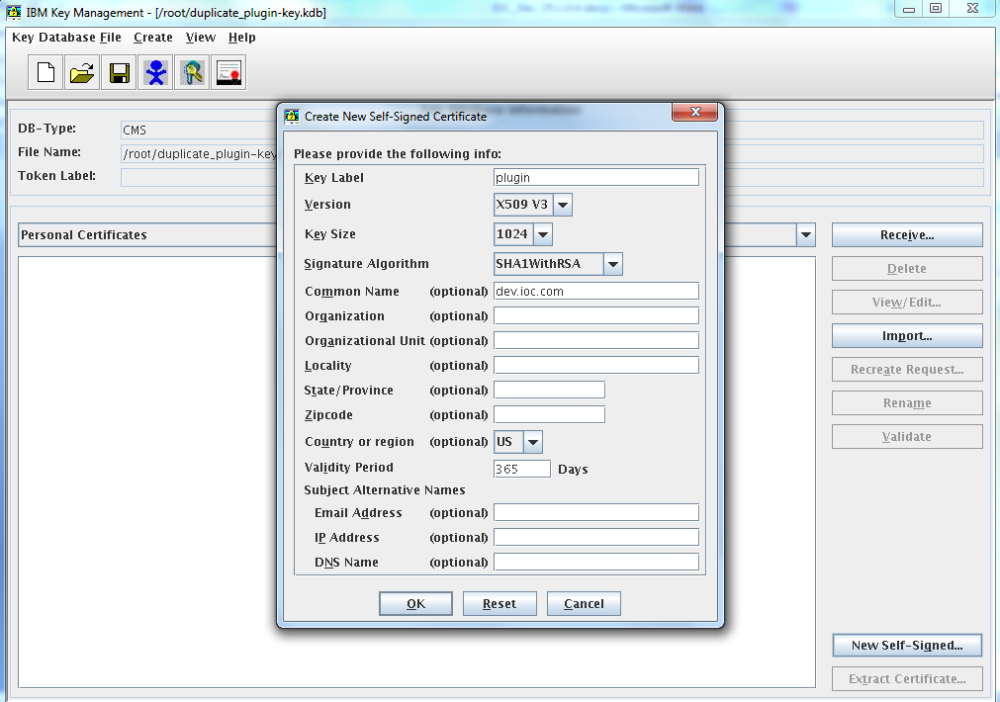 IBM Key Management - [/root/duplicate_plugin-key.kdb]
Key Database File Create View Help
DB-Type: CMS
File Name: /root/duplicate_plugin-key
Token Label:
Personal Certificates
Create New Self-Signed Certificate
Please provide the following info:
Key Label plugin
Version X509 V3
Key Size 1024
Signature Algorithm SHA1WithRSA
Common Name (optional) dev.ioc.com
Organization (optional)
Organizational Unit (optional)
Locality (optional)
State/Province (optional)
Zipcode (optional)
Country or region (optional) US
Validity Period 365 Days
Subject Alternative Names
Email Address (optional)
IP Address (optional)
DNS Name (optional)
OK Reset Cancel
Receive...
Delete
View/Edit...
Import...
Recreate Request...
Rename
Validate
New Self-Signed...
Extract Certificate...